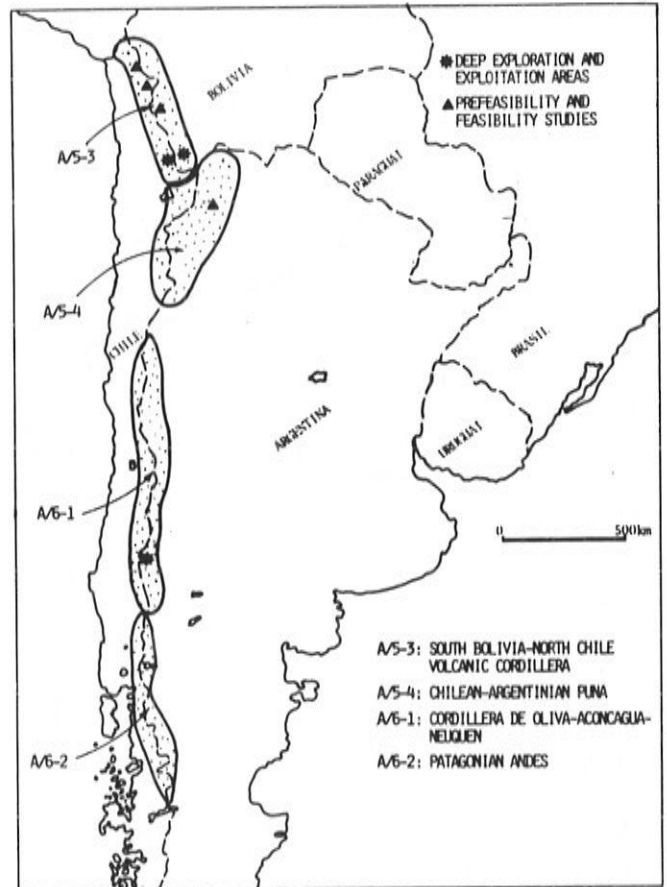 DEEP EXPLORATION AND
EXPLOITATION AREAS
PREFEASIBILITY AND
FEASIBILITY STUDIES
BOLIVIA
A/5-3
PARAGUAI
A/5-4
CHILE
BRASIL
ARGENTINA
URUGUAI
A/6-1
0 500km
A/5-3: SOUTH BOLIVIA-NORTH CHILE
VOLCANIC CORDILLERA
A/5-4: CHILEAN-ARGENTINIAN PUNA
A/6-1: CORDILLERA DE OLIVA-ACONCAGUA-
NEUQUEN
A/6-2: PATAGONIAN ANDES
A/6-2